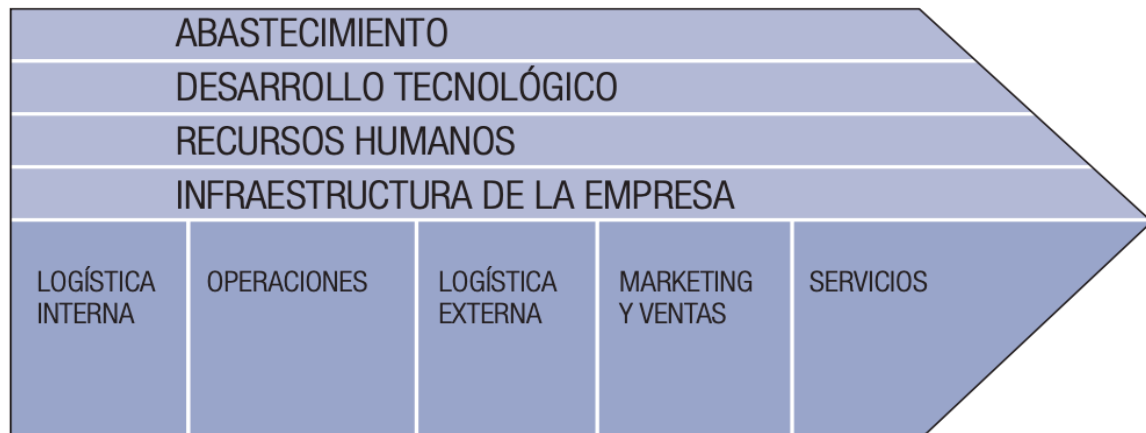 ABASTECIMIENTO
DESARROLLO TECNOLÓGICO
RECURSOS HUMANOS
INFRAESTRUCTURA DE LA EMPRESA
LOGÍSTICA
INTERNA
OPERACIONES
LOGÍSTICA
EXTERNA
MARKETING
Y VENTAS
SERVICIOS